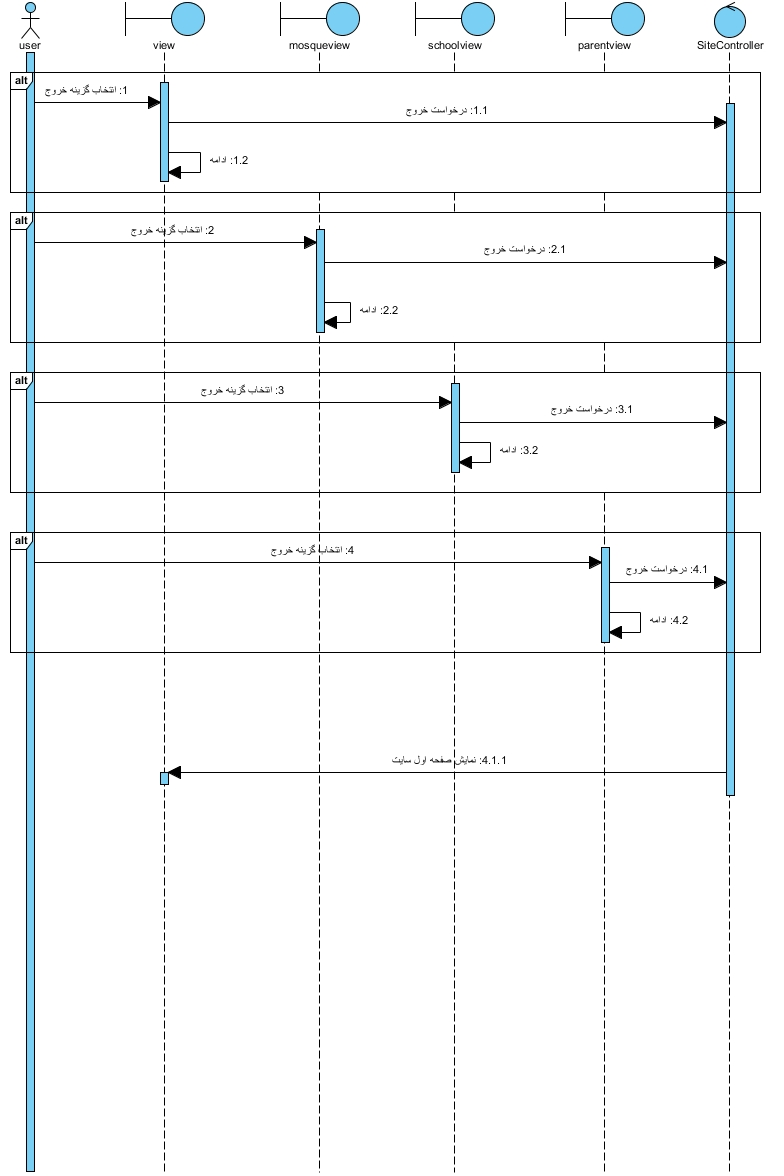 user
view
mosqueview
schoolview
parentview
SiteController
alt
1: انتخاب گزینه خروج
1.1: درخواست خروج
1.2: ادامه
alt
2: انتخاب گزینه خروج
2.1: درخواست خروج
2.2: ادامه
alt
3: انتخاب گزینه خروج
3.1: درخواست خروج
3.2: ادامه
alt
4: انتخاب گزینه خروج
4.1: درخواست خروج
4.2: ادامه
4.1.1: نمایش صفحه اول سایت